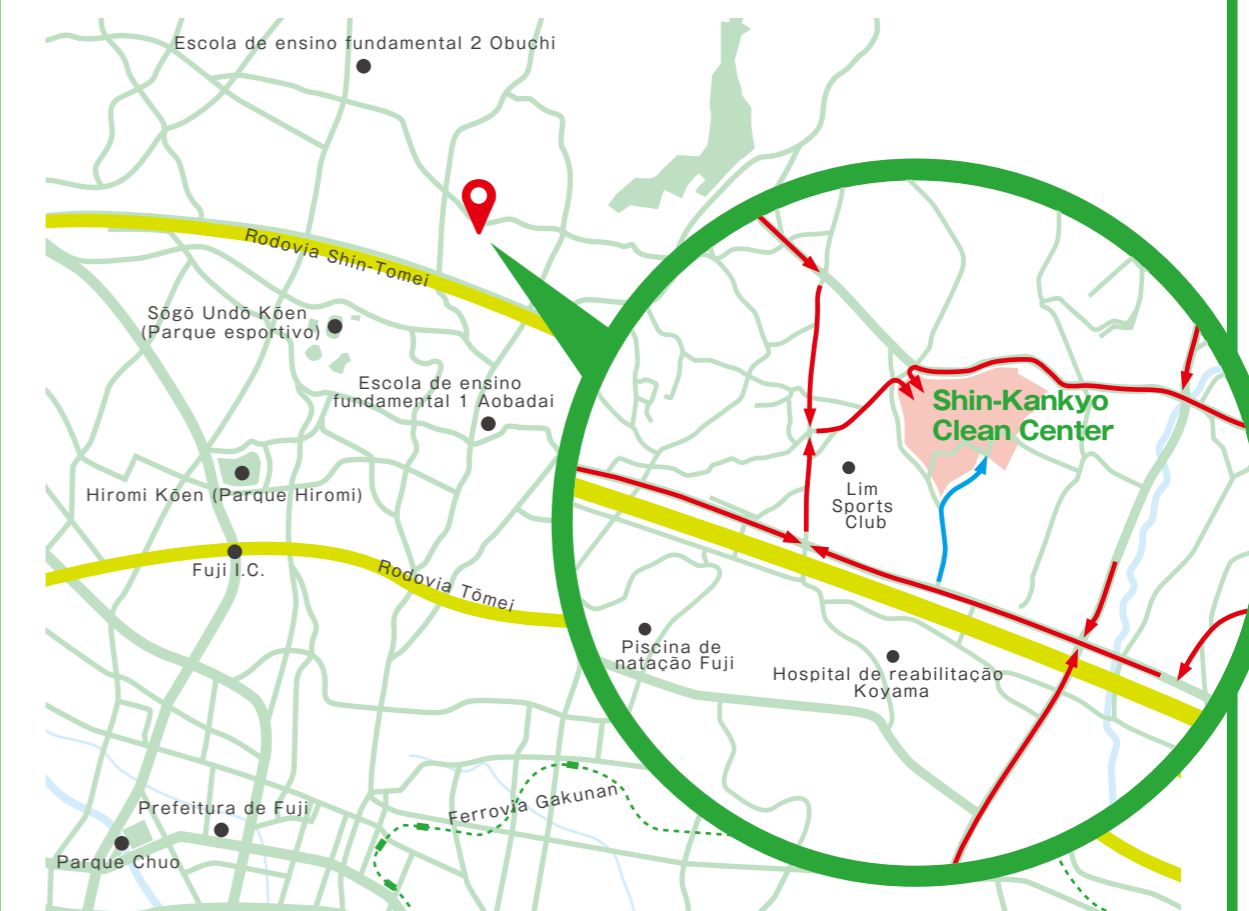 Escola de ensino fundamental 2 Obuchi
Rodovia Shin-Tomei
Sōgō Undō Kōen
(Parque esportivo)
Escola de ensino
fundamental 1 Aobadai
Shin-Kankyo
Clean Center
Lim
Sports
Club
Hiromi Kōen (Parque Hiromi)
Fuji I.C.
Rodovia Tōmei
Piscina de
natação Fuji
Hospital de reabilitação
Koyama
Ferrovia Gakunan
Prefeitura de Fuji
Parque Chuo